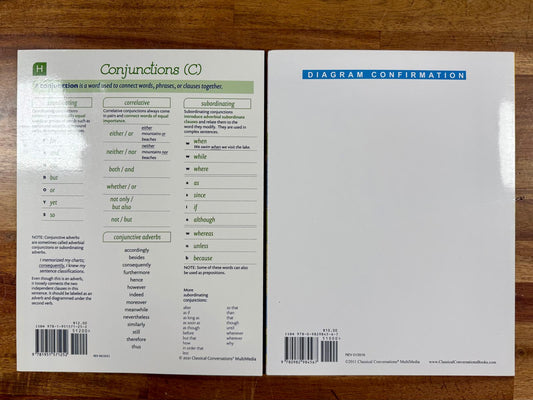 H
Conjunctions (C)
conjunction is a word used to connect words, phrases, or clauses together.
B but
O or
Y yet
S so
NOTE: Conjunctive adverbs
are sometimes called adverbial
conjunctions or subordinating
adverbs.
I memorized my charts;
consequently, I knew my
sentence classifications.
Even though this is an adverb,
it loosely connects the two
independent clauses in this
sentence. It should be labeled as an
adverb and diagrammed under the
second verb.
correlative
Correlative conjunctions always come
in pairs and connect words of equal
importance.
either / or either mountains or beaches
neither / nor neither mountains nor beaches
both / and
whether / or
not only /
but also
not / but
conjunctive adverbs
accordingly
besides
consequently
furthermore
hence
however
indeed
moreover
meanwhile
nevertheless
similarly
still
therefore
thus
subordinating
Subordinating conjunctions
introduce adverbial subordinate
clauses and relate them to the
word they modify. They are used in
complex sentences.
w when
We swim when we visit the lake.
w while
w where
a as
s since
i if
a although
w whereas
u unless
b because
NOTE: Some of these words can also
be used as prepositions.
More
subordinating
conjunctions:
after so that
as if than
as long as that
as soon as though
as though until
before whatever
but that whether
how why
in order that
lest
$12.00
51200
© 2021 Classical Conversations® MultiMedia
DIAGRAM CONFIRMATION
51000
©2011 Classical Conversations® MultiMedia
www.ClassicalConversationsBooks.com